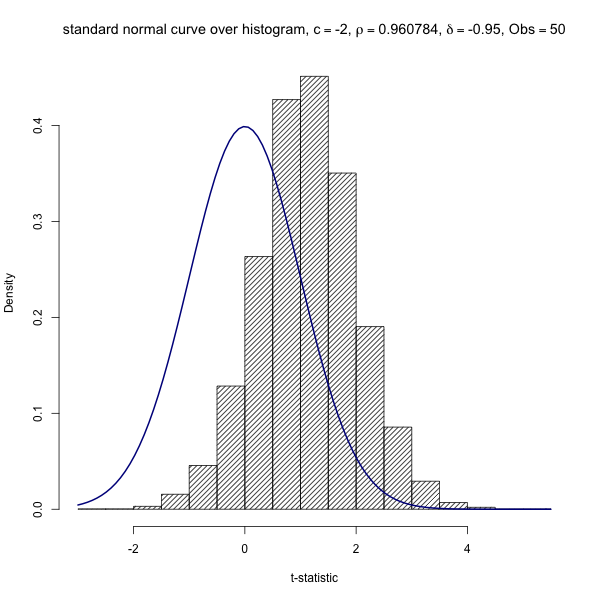 standard normal curve over histogram, c = -2, ρ = 0.960784, δ = -0.95, Obs = 50
Density
0.4
0.3
0.2
0.1
0.0
-2 0 2 4
t-statistic